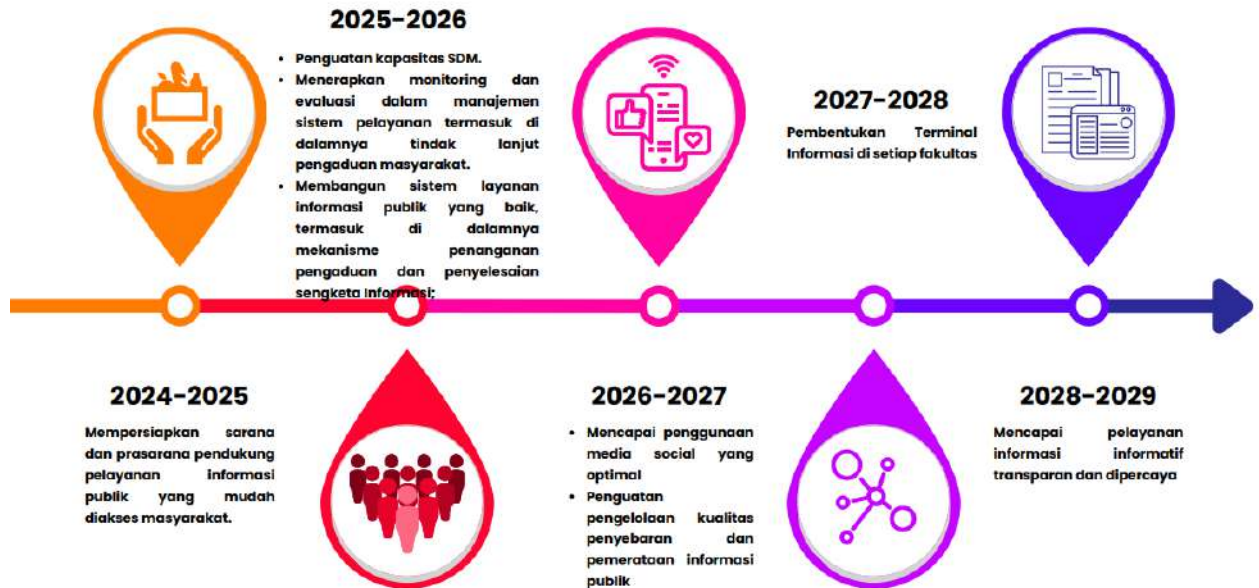 2025-2026
• Penguatan kapasitas SDM.
• Menerapkan monitoring dan
evaluasi dalam manajemen
sistem pelayanan termasuk di
dalamnya tindak lanjut
pengaduan masyarakat.
• Membangun sistem layanan
informasi publik yang baik,
termasuk di dalamnya
mekanisme penanganan
pengaduan dan penyelesaian
sengketa Informasi;
2027-2028
Pembentukan Terminal
Informasi di setiap fakultas
2024-2025
Mempersiapkan sarana
dan prasarana pendukung
pelayanan informasi
publik yang mudah
diakses masyarakat.
2026-2027
• Mencapai penggunaan
media social yang
optimal
• Penguatan
pengelolaan kualitas
penyebaran dan
pemerataan informasi
publik
2028-2029
Mencapai pelayanan
informasi informatif
transparan dan dipercaya